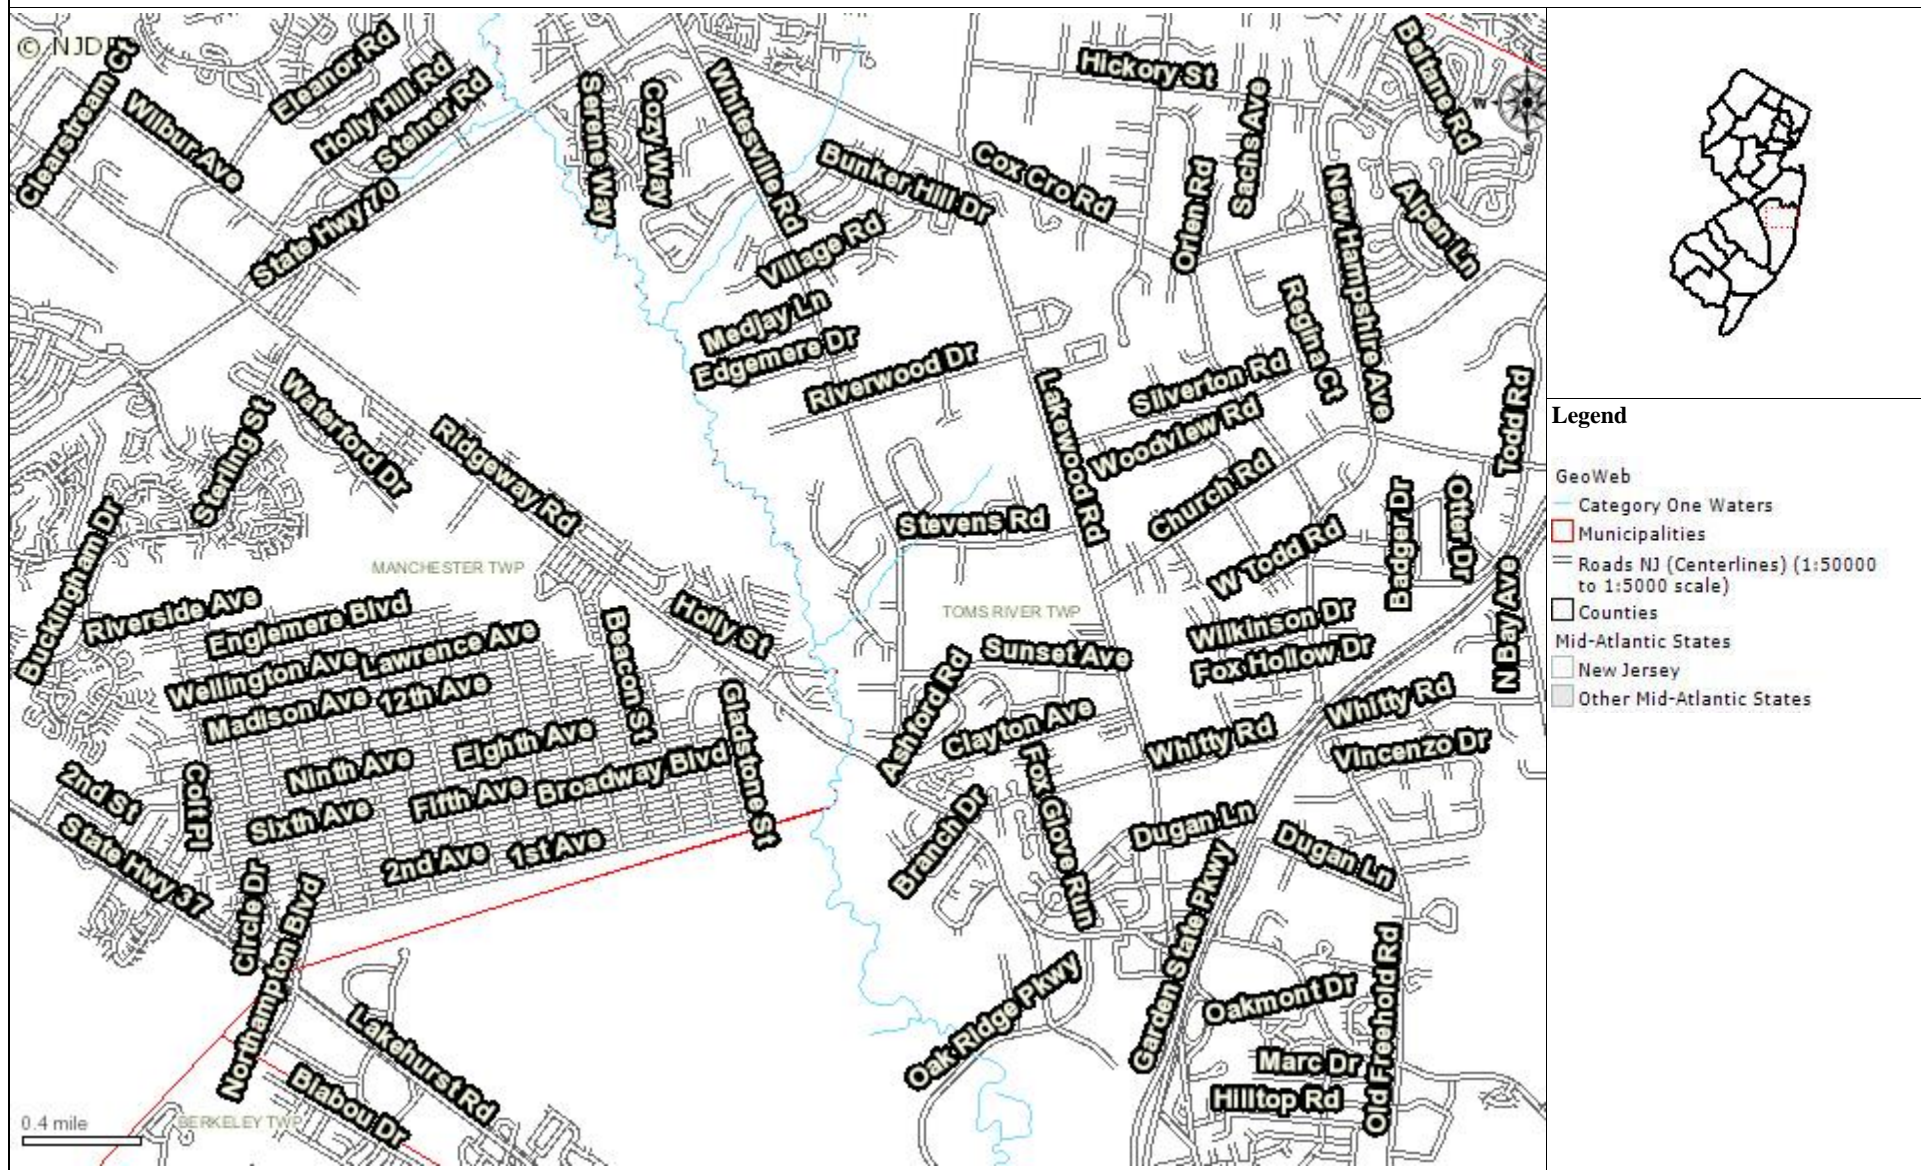 © NJD
Clearstream Ct
Wilbur Ave
Eleanor Rd
Holly Hill Rd
Steiner Rd
State Hwy 70
Serene Way
Cozy Way
Whitesville Rd
Bunker Hill Dr
Village Rd
Medjay Ln
Edgemere Dr
Riverwood Dr
Hickory St
Cox Cro Rd
Orien Rd
Sachs Ave
New Hampshire Ave
Beltane Rd
W
Alpen Ln
Regina Ct
Silverton Rd
Woodview Rd
Church Rd
Lakewood Rd
Todd Rd
Waterford Dr
Sterling St
Ridgeway Rd
Buckingham Dr
Stevens Rd
W Todd Rd
Badger Dr
Otter Dr
N Bay Ave
MANCHESTER TWP
TOMS RIVER TWP
Riverside Ave
Englemere Blvd
Wellington Ave
Lawrence Ave
Madison Ave
12th Ave
Beacon St
Holly St
Gladstone St
Ninth Ave
Eighth Ave
Sixth Ave
Fifth Ave
Broadway Blvd
2nd Ave
1st Ave
Colt Pl
2nd St
State Hwy 37
Circle Dr
Northampton Blvd
Lakehurst Rd
Biabou Dr
BERKELEY TWP
0.4 mile
Wilkinson Dr
Fox Hollow Dr
Sunset Ave
Ashford Rd
Clayton Ave
Whitty Rd
Whitty Rd
Vincenzo Dr
Fox Glove Run
Branch Dr
Dugan Ln
Dugan Ln
Garden State Pkwy
Oak Ridge Pkwy
Oakmont Dr
Marc Dr
Hilltop Rd
Old Freehold Rd
Legend
GeoWeb
Category One Waters
Municipalities
Roads NJ (Centerlines) (1:50000
to 1:5000 scale)
Counties
Mid-Atlantic States
New Jersey
Other Mid-Atlantic States